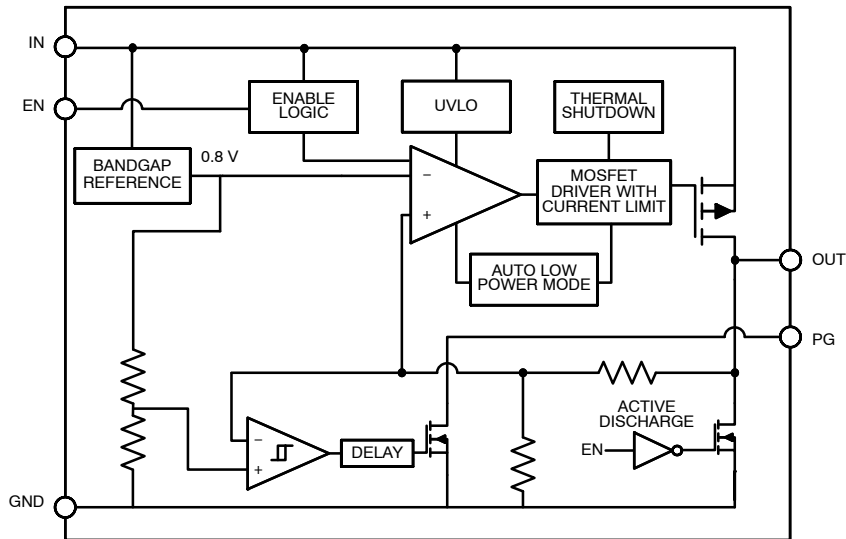 IN
EN
ENABLE
LOGIC
UVLO
THERMAL
SHUTDOWN
BANDGAP
REFERENCE
0.8 V
−
+
MOSFET
DRIVER WITH
CURRENT LIMIT
AUTO LOW
POWER MODE
OUT
PG
ACTIVE
DISCHARGE
−
+
DELAY
EN
GND